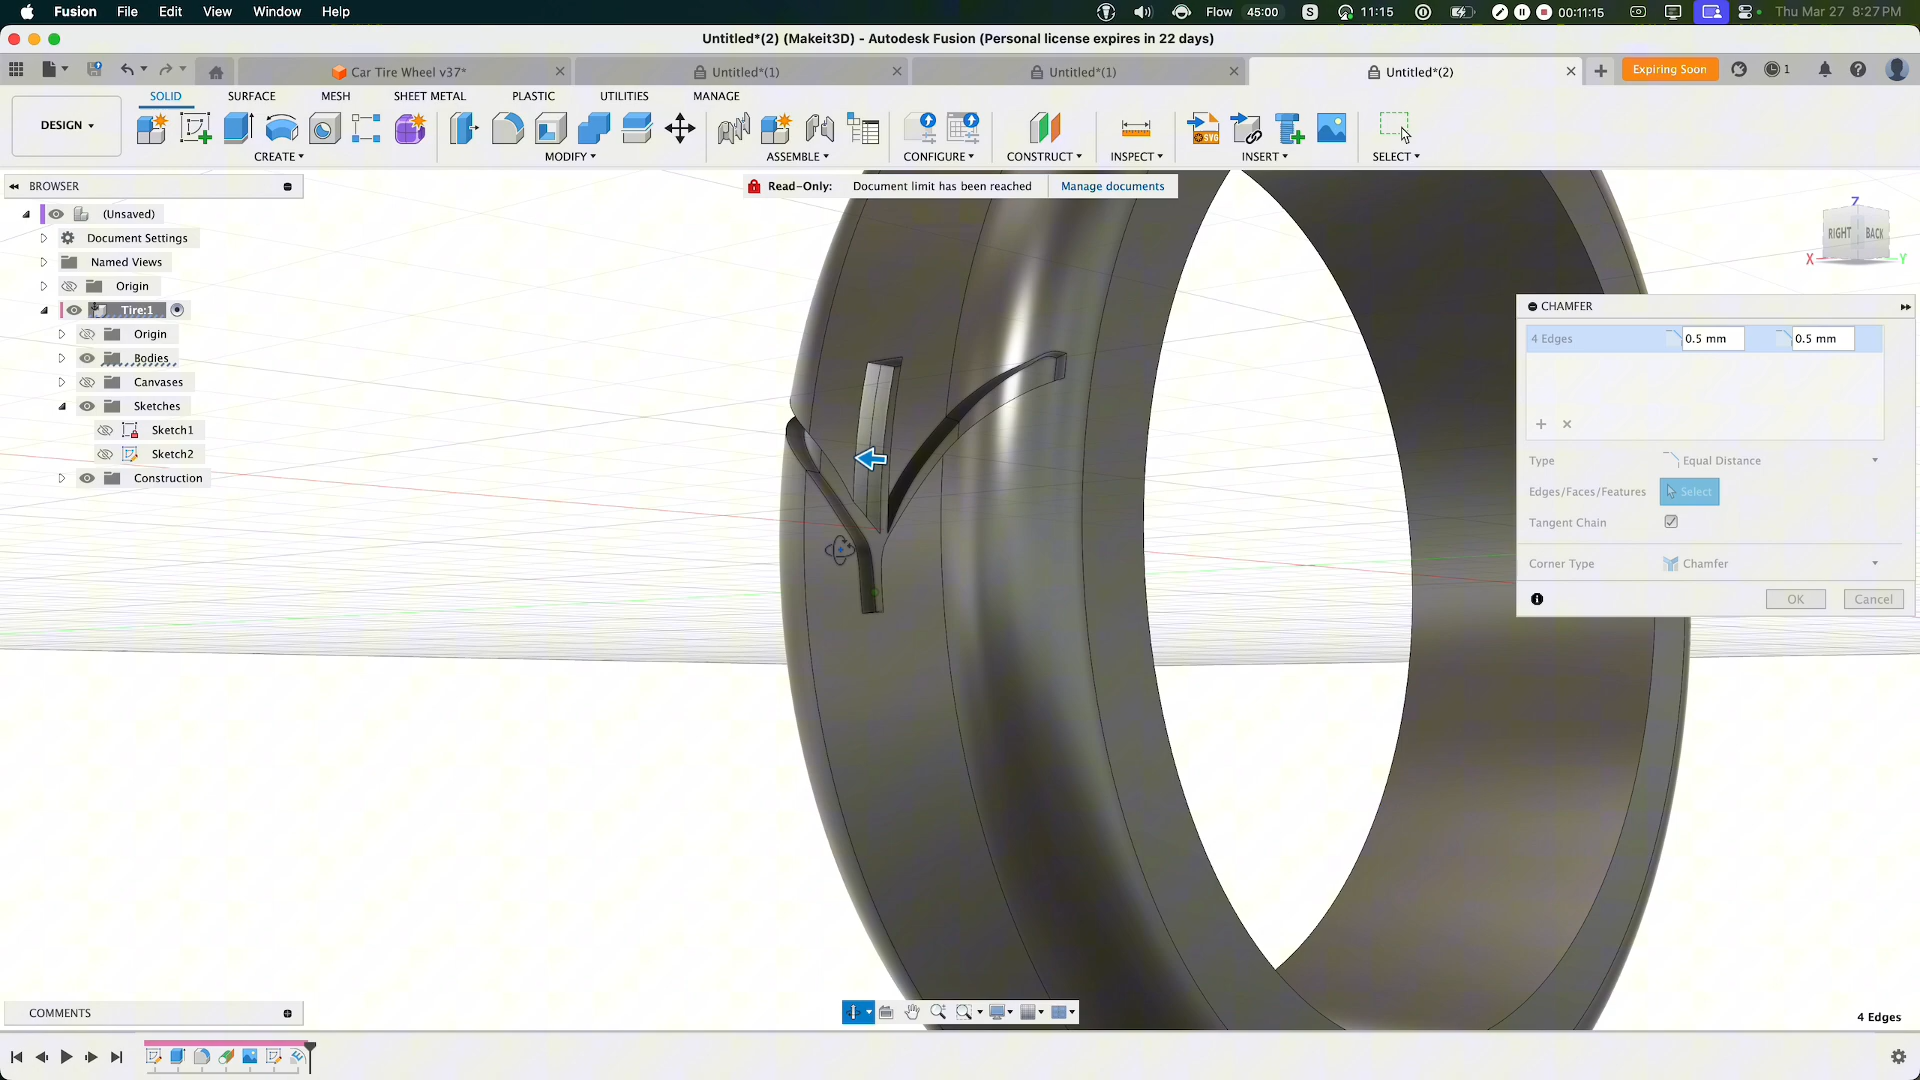 Fusion File Edit View Window Help Flow 45:00 S 11:15 00:11:15 Thu Mar 27 8:27 PM
Untitled*(2) (Makeit3D) - Autodesk Fusion (Personal license expires in 22 days)
Car Tire Wheel v37* Untitled*(1) Untitled*(1) Untitled*(2) Expiring Soon 1
SOLID SURFACE MESH SHEET METAL PLASTIC UTILITIES MANAGE
DESIGN
SVG
CREATE MODIFY ASSEMBLE CONFIGURE CONSTRUCT INSPECT INSERT SELECT
BROWSER
Read-Only: Document limit has been reached Manage documents
(Unsaved)
Document Settings
Named Views
Origin
Tire:1
Origin
Bodies
Canvases
Sketches
Sketch1
Sketch2
Construction
Z
RIGHT BACK
X Y
CHAMFER
4 Edges 0.5 mm 0.5 mm
Type Equal Distance
Edges/Faces/Features Select
Tangent Chain
Corner Type Chamfer
OK Cancel
COMMENTS
4 Edges